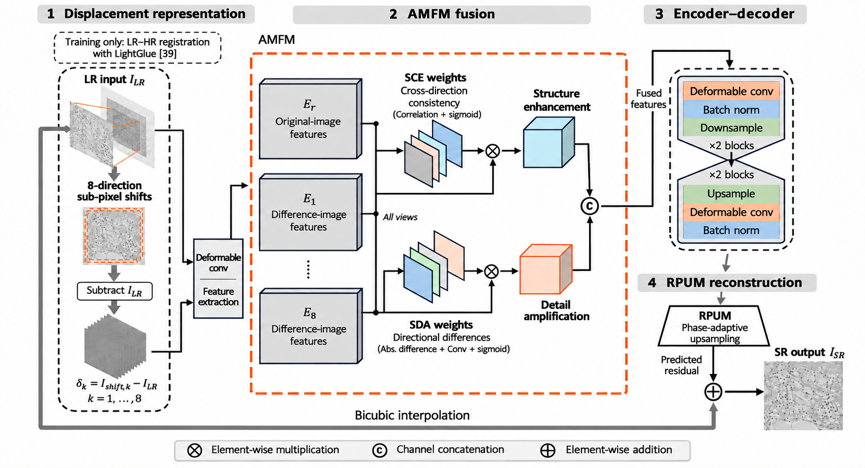 1 Displacement representation
Training only: LR–HR registration
with LightGlue [39]
LR input I_LR
8-direction
sub-pixel shifts
Subtract I_LR
δ_k = I_shift,k − I_LR
k = 1, …, 8
Deformable
conv
Feature
extraction
2 AMFM fusion
AMFM
E_r
Original-image
features
E_1
Difference-image
features
E_8
Difference-image
features
All views
SCE weights
Cross-direction
consistency
(Correlation + sigmoid)
Structure
enhancement
SDA weights
Directional differences
(Abs. difference + Conv + sigmoid)
Detail
amplification
C
3 Encoder–decoder
Fused
features
Deformable conv
Batch norm
Downsample
×2 blocks
×2 blocks
Upsample
Deformable conv
Batch norm
4 RPUM reconstruction
RPUM
Phase-adaptive
upsampling
Predicted
residual
SR output I_SR
Bicubic interpolation
Element-wise multiplication
C Channel concatenation
Element-wise addition